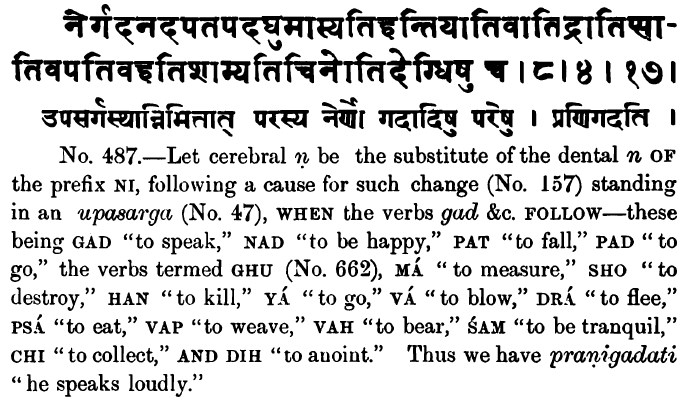 नेर्गदनदपतपदघुमास्यतिहन्तियातिवातिद्रातिप्सा-
तिवपतिवहतिशाम्यतिचिनोतिदेग्धिषु च । ८ । ४ । १७ ।
उपसर्गस्थान्निमित्तात् परस्य नेर्णो गदादिषु परेषु । प्रणिगदति ।
No. 487.—Let cerebral ṇ be the substitute of the dental n OF
the prefix NI, following a cause for such change (No. 157) standing
in an upasarga (No. 47), WHEN the verbs gad &c. FOLLOW—these
being GAD “to speak,” NAD “to be happy,” PAT “to fall,” PAD “to
go,” the verbs termed GHU (No. 662), MÁ “to measure,” SHO “to
destroy,” HAN “to kill,” YÁ “to go,” VÁ “to blow,” DRÁ “to flee,”
PSÁ “to eat,” VAP “to weave,” VAH “to bear,” ŚAM “to be tranquil,”
CHI “to collect,” AND DIH “to anoint.” Thus we have praṇigadati
“he speaks loudly.”